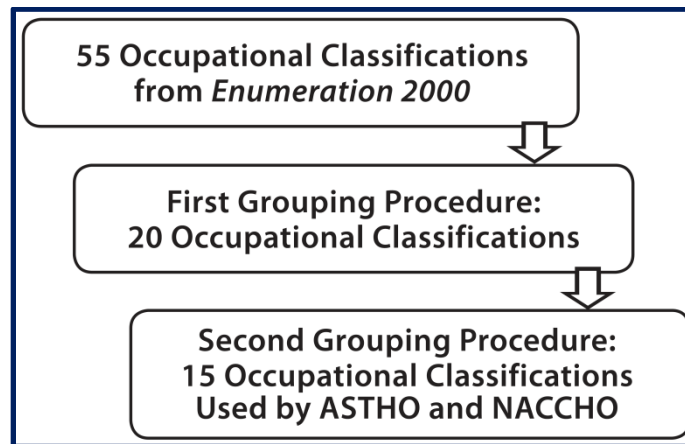 55 Occupational Classifications
from Enumeration 2000
First Grouping Procedure:
20 Occupational Classifications
Second Grouping Procedure:
15 Occupational Classifications
Used by ASTHO and NACCHO